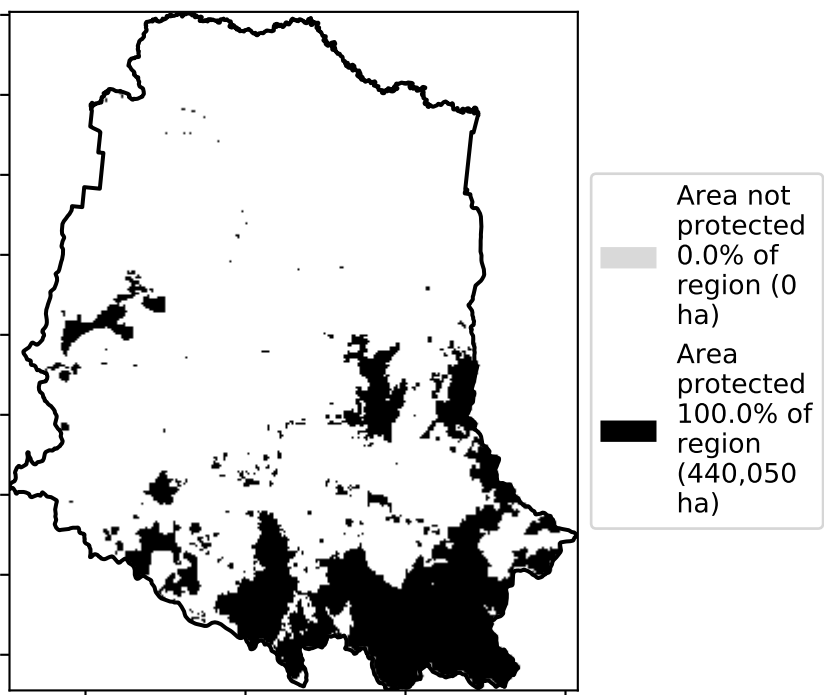 Area not
protected
0.0% of
region (0
ha)
Area
protected
100.0% of
region
(440,050
ha)